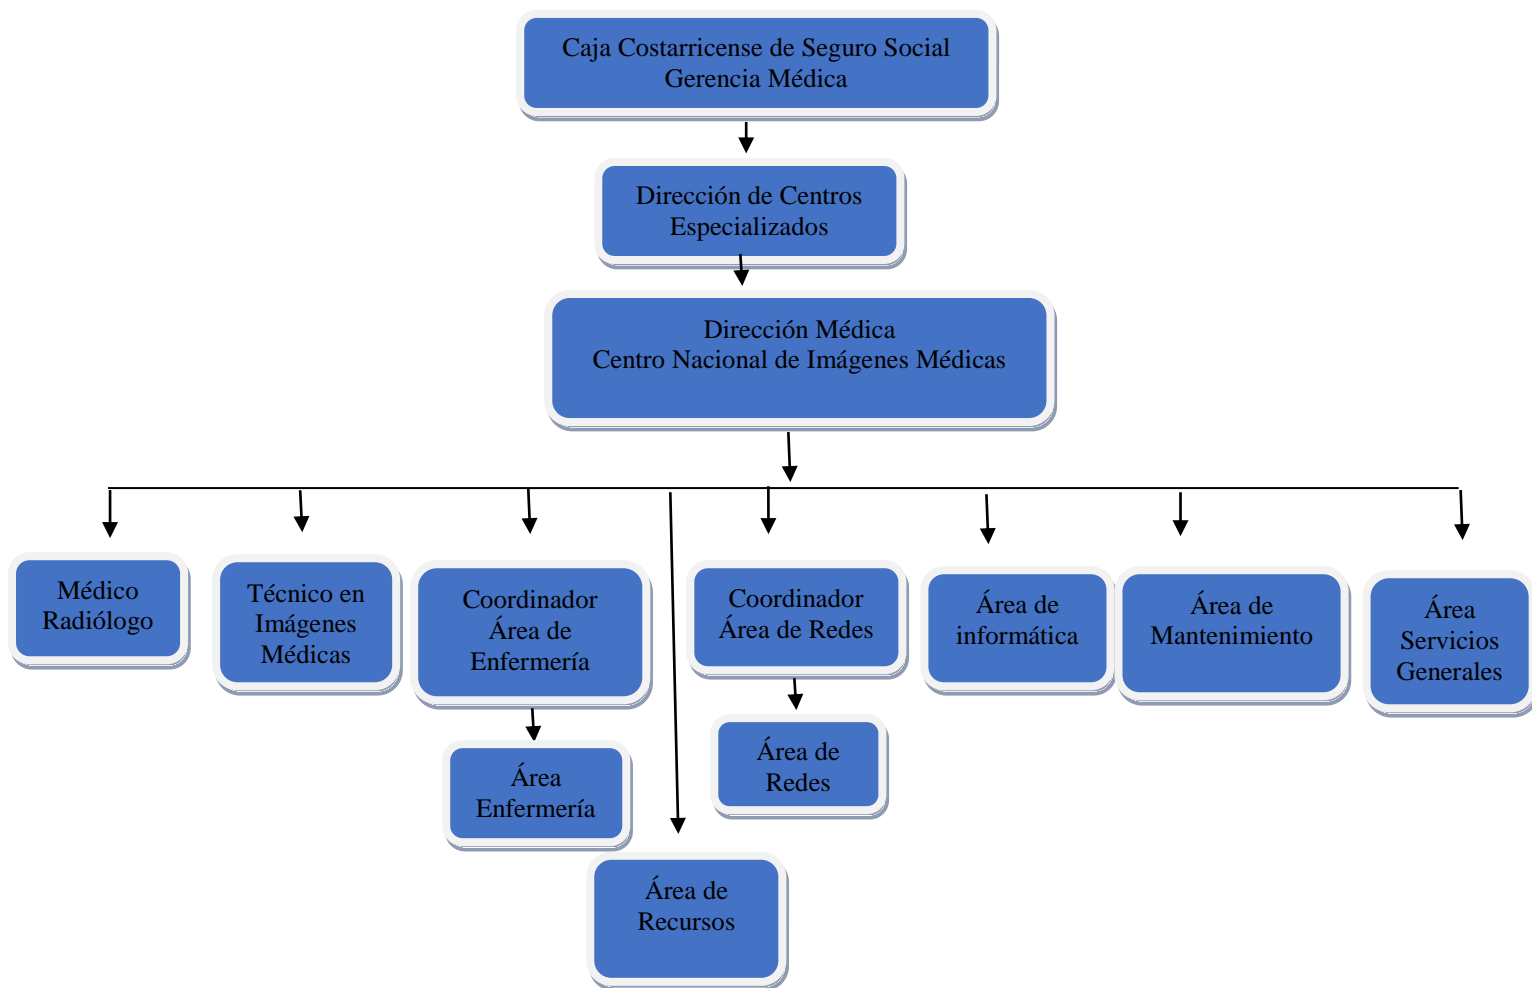 Caja Costarricense de Seguro Social
Gerencia Médica
Dirección de Centros
Especializados
Dirección Médica
Centro Nacional de Imágenes Médicas
Médico
Radiólogo
Técnico en
Imágenes
Médicas
Coordinador
Área de
Enfermería
Coordinador
Área de Redes
Área de
informática
Área de
Mantenimiento
Área
Servicios
Generales
Área
Enfermería
Área de
Redes
Área de
Recursos